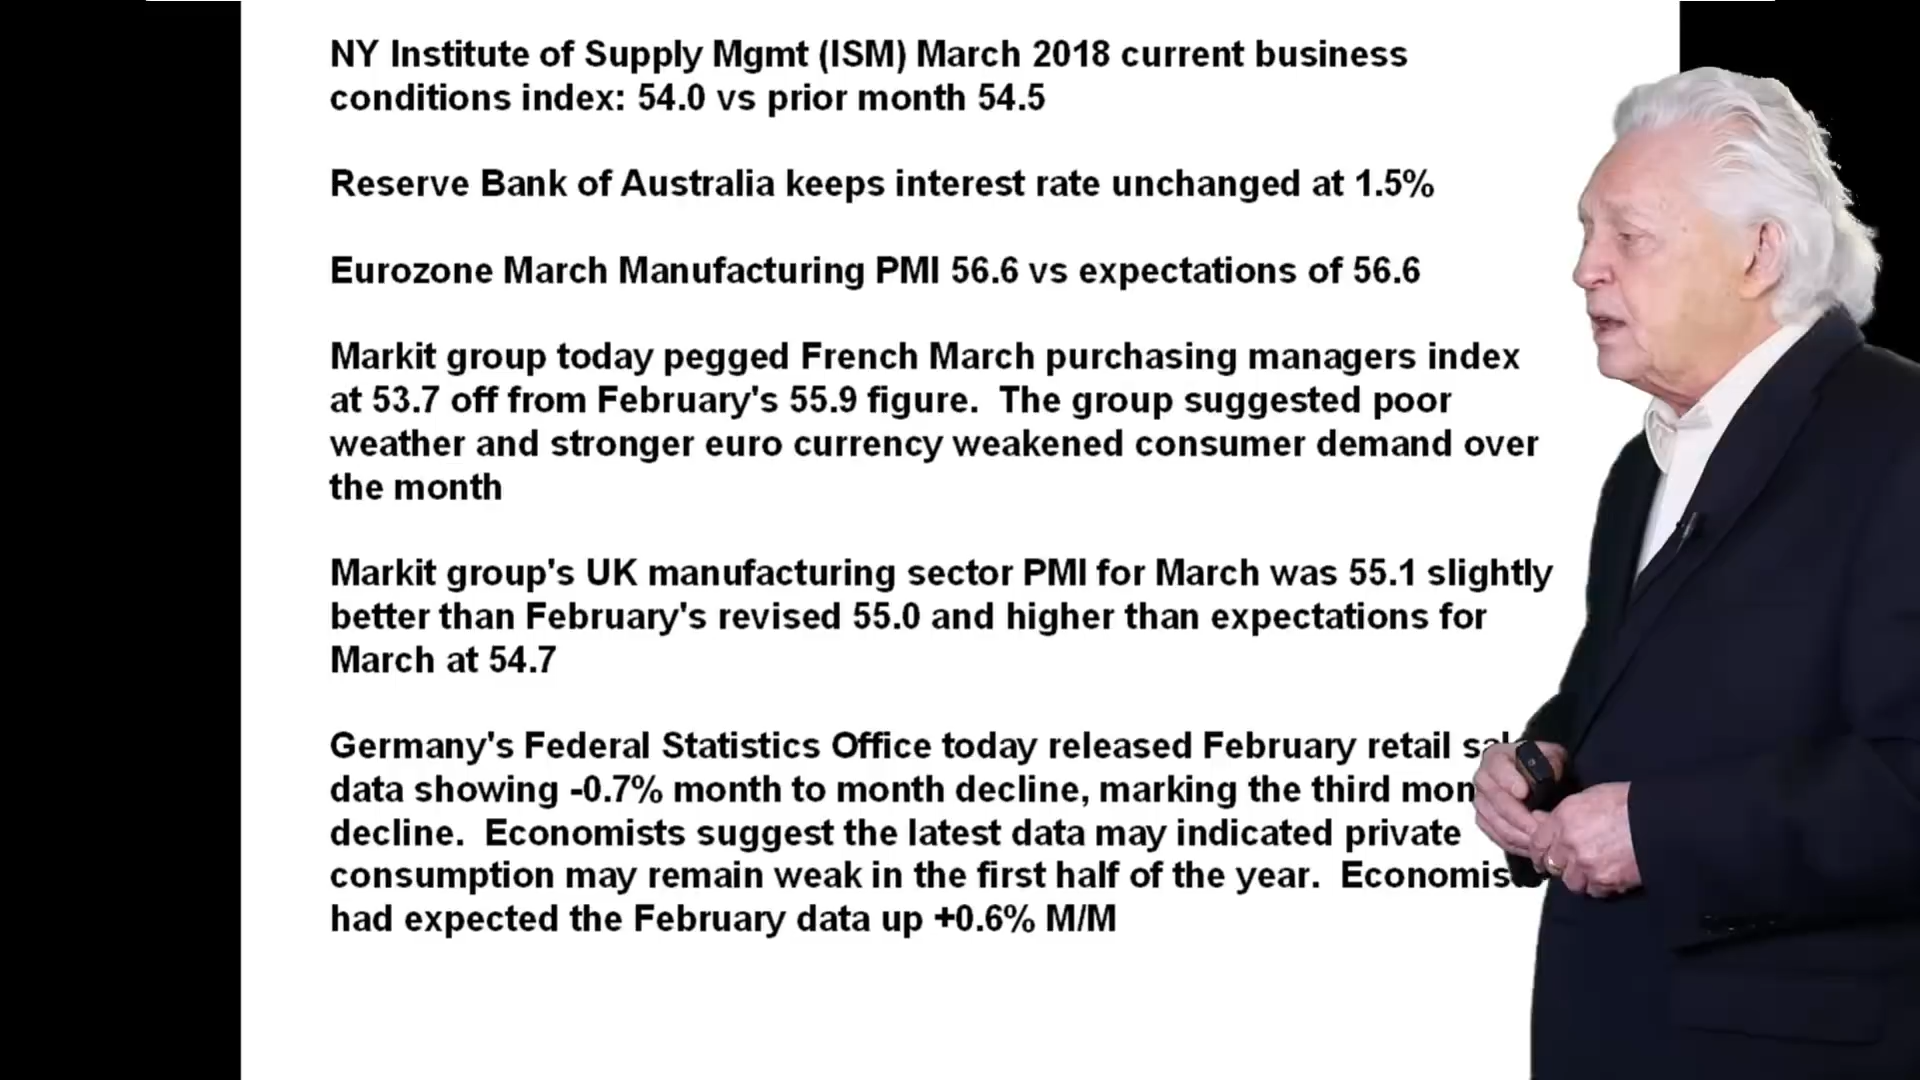 NY Institute of Supply Mgmt (ISM) March 2018 current business
conditions index: 54.0 vs prior month 54.5
Reserve Bank of Australia keeps interest rate unchanged at 1.5%
Eurozone March Manufacturing PMI 56.6 vs expectations of 56.6
Markit group today pegged French March purchasing managers index
at 53.7 off from February's 55.9 figure.  The group suggested poor
weather and stronger euro currency weakened consumer demand over
the month
Markit group's UK manufacturing sector PMI for March was 55.1 slightly
better than February's revised 55.0 and higher than expectations for
March at 54.7
Germany's Federal Statistics Office today released February retail
data showing -0.7% month to month decline, marking the third
decline.  Economists suggest the latest data may indicated private
consumption may remain weak in the first half of the year.
had expected the February data up +0.6% M/M